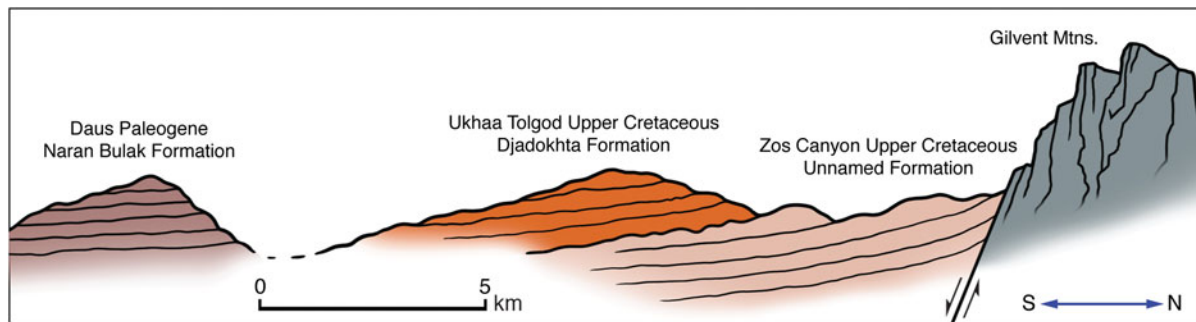 Gilvent Mtns.
Daus Paleogene
Naran Bulak Formation
Ukhaa Tolgod Upper Cretaceous
Djadokhta Formation
Zos Canyon Upper Cretaceous
Unnamed Formation
0 5
km
S N